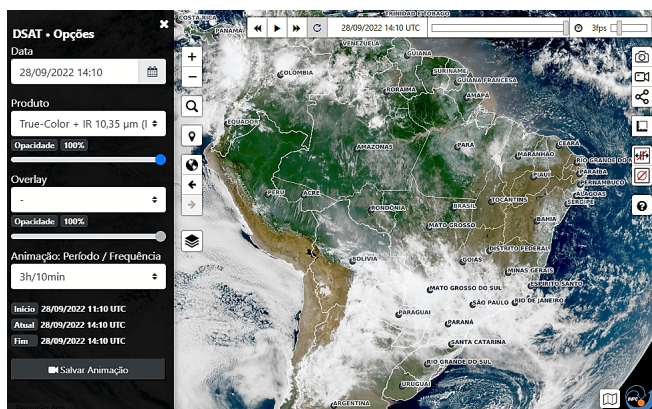 DSAT • Opções
Data
28/09/2022 14:10
Produto
True-Color + IR 10,35 µm (I
Opacidade 100%
Overlay
-
Opacidade 100%
Animação: Período / Frequência
3h/10min
Início 28/09/2022 11:10 UTC
Atual 28/09/2022 14:10 UTC
Fim 28/09/2022 14:10 UTC
Salvar Animação
28/09/2022 14:10 UTC
3fps
COSTA RICA
TRINIDAD E TOBAGO
PANAMÁ
VENEZUELA
GUIANA
COLÔMBIA
SURINAME
GUIANA FRANCESA
RORAIMA
AMAPÁ
EQUADOR
AMAZONAS
PARÁ
CEARÁ
MARANHÃO
RIO GRANDE DO N
PARAÍBA
PIAUÍ
PERNAMBUCO
ALAGOAS
SERGIPE
PERU
ACRE
RONDÔNIA
TOCANTINS
BRASIL
BAHIA
MATO GROSSO
DISTRITO FEDERAL
BOLÍVIA
GOIÁS
MINAS GERAIS
MATO GROSSO DO SUL
ESPÍRITO SANTO
SÃO PAULO
RIO DE JANEIRO
PARAGUAI
PARANÁ
SANTA CATARINA
RIO GRANDE DO SUL
URUGUAI
ARGENTINA
INPE